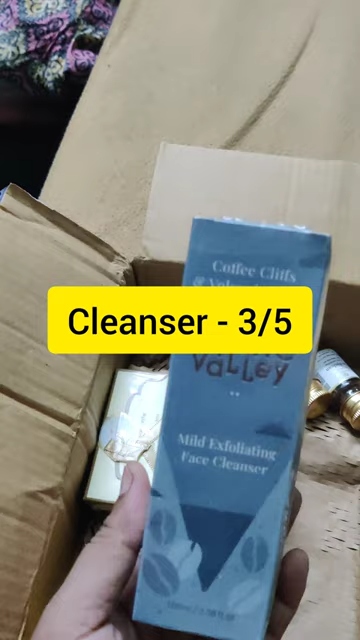 Coffee Cliffs
Cleanser - 3/5
valley
Mild Exfoliating
Face Cleanser